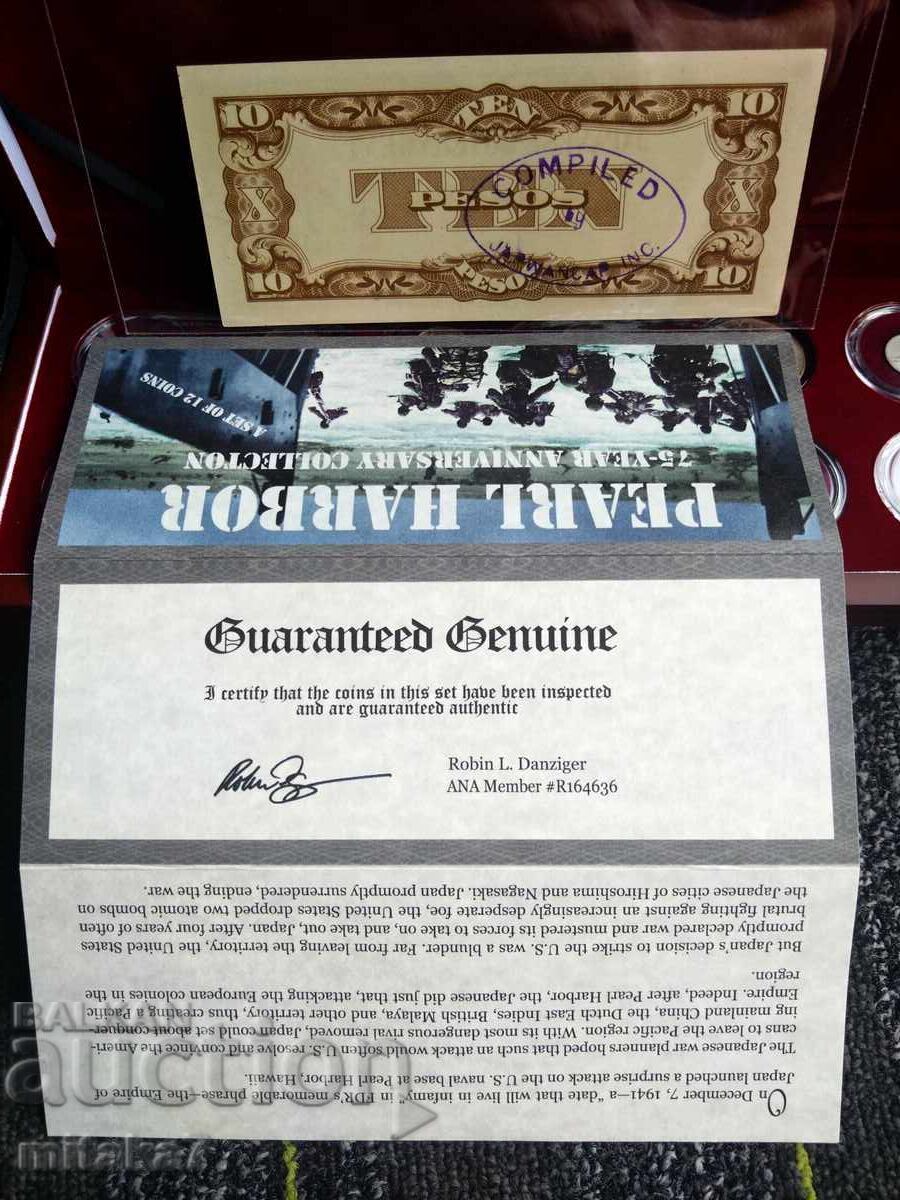 10 TEN 10
TEN
PESOS
X X
10 PESO 10
COMPILED
by
JAPWANCAP INC.
A SET OF 12 COINS
75-YEAR ANNIVERSARY COLLECTON
PEARL HARBOR
Guaranteed Genuine
I certify that the coins in this set have been inspected
and are guaranteed authentic
Robin L. Danziger
ANA Member #R164636
On December 7, 1941—a "date that will live in infamy" in FDR's memorable phrase—the Empire of
Japan launched a surprise attack on the U.S. naval base at Pearl Harbor, Hawaii.
The Japanese war planners hoped that such an attack would soften U.S. resolve and convince the Ameri-
cans to leave the Pacific region. With its most dangerous rival removed, Japan could set about conquer-
ing mainland China, the Dutch East Indies, British Malaya, and other territory, thus creating a Pacific
Empire. Indeed, after Pearl Harbor, the Japanese did just that, attacking the European colonies in the
region.
But Japan's decision to strike the U.S. was a blunder. Far from leaving the territory, the United States
promptly declared war and mustered its forces to take on, and take out, Japan. After four years of often
brutal fighting against an increasingly desperate foe, the United States dropped two atomic bombs on
the Japanese cities of Hiroshima and Nagasaki. Japan promptly surrendered, ending the war.
BALKAN
auction